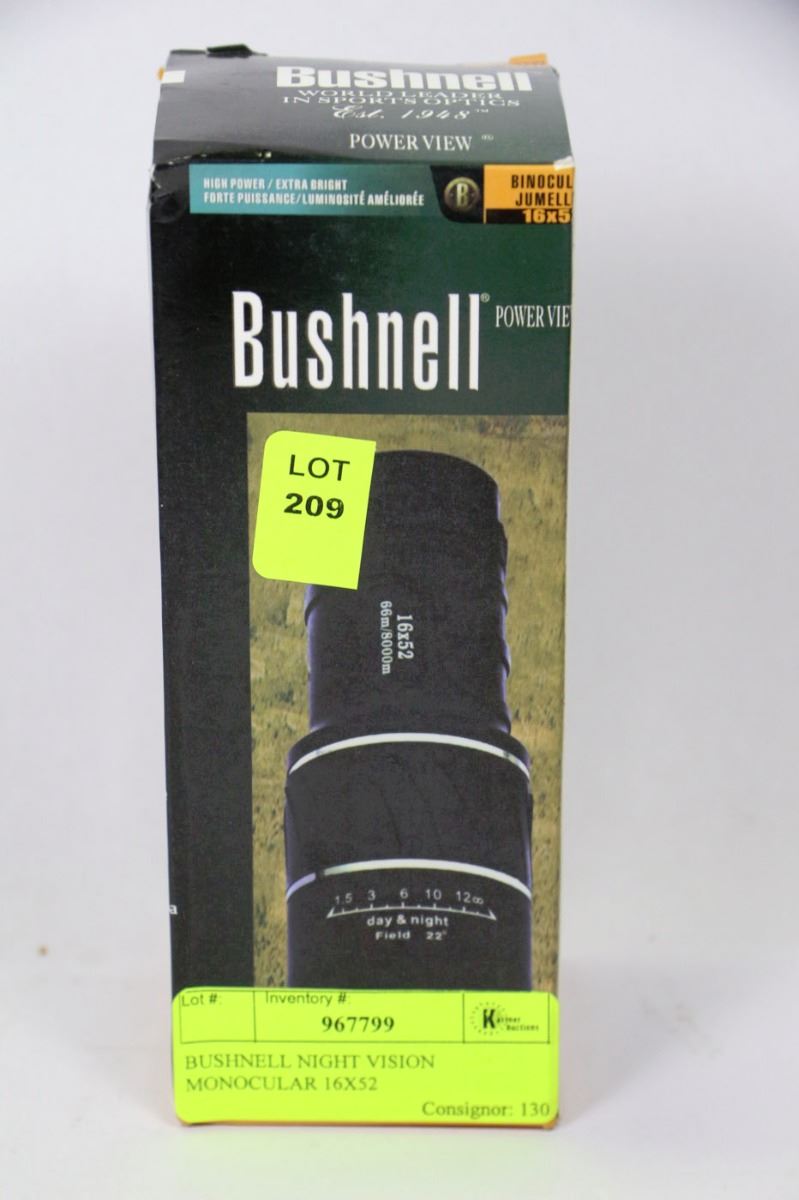 Bushnell
WORLD LEADER
IN SPORTS OPTICS
Est. 1948 ™
POWER VIEW ®
HIGH POWER / EXTRA BRIGHT
FORTE PUISSANCE/LUMINOSITÉ AMÉLIORÉE
B
BINOCUL
JUMELL
16x5
Bushnell®
POWER VIE
LOT
209
16x52
66m/8000m
1.5 3 6 10 12∞
day & night
Field 22°
a
Lot #:
Inventory #:
967799
BUSHNELL NIGHT VISION
MONOCULAR 16X52
Consignor: 130